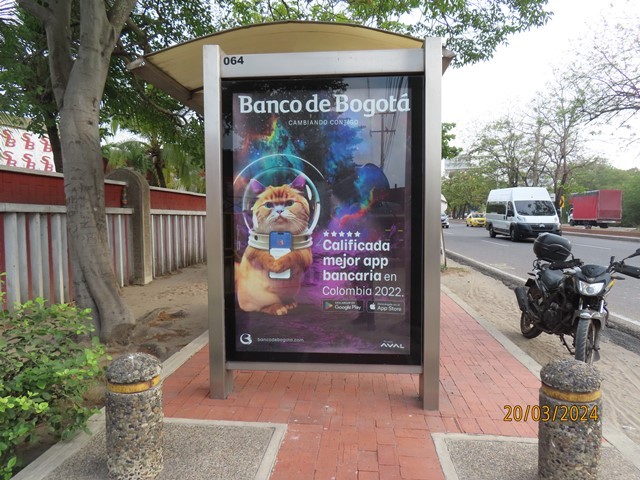 064
Banco de Bogotá
CAMBIANDO CONTIGO
Calificada
mejor app
bancaria en
Colombia 2022.
Google Play
App Store
bancodebogota.com
AVAL
20/03/2024